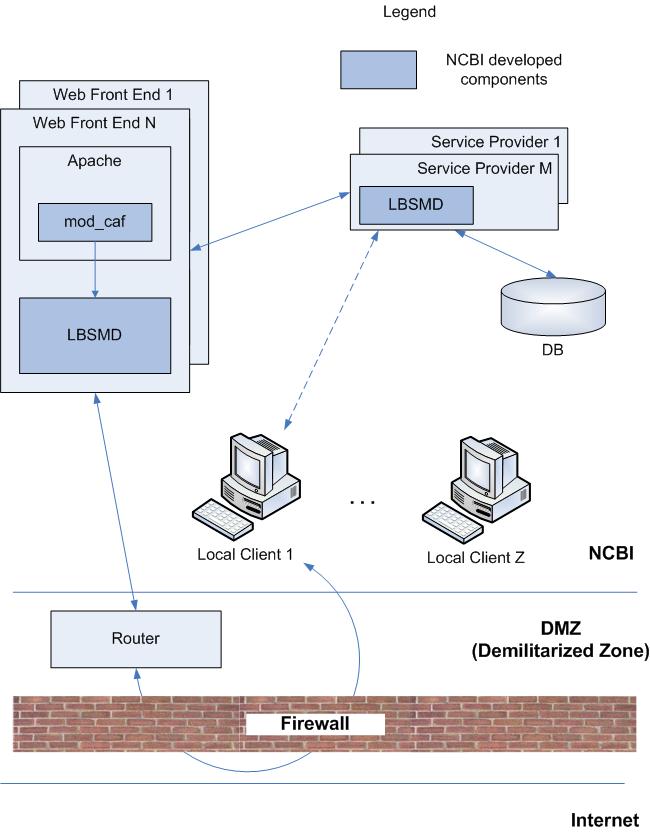 Legend
NCBI developed
components
Web Front End 1
Web Front End N
Apache
mod_caf
LBSMD
Service Provider 1
Service Provider M
LBSMD
DB
Local Client 1
. . .
Local Client Z
NCBI
Router
DMZ
(Demilitarized Zone)
Firewall
Internet